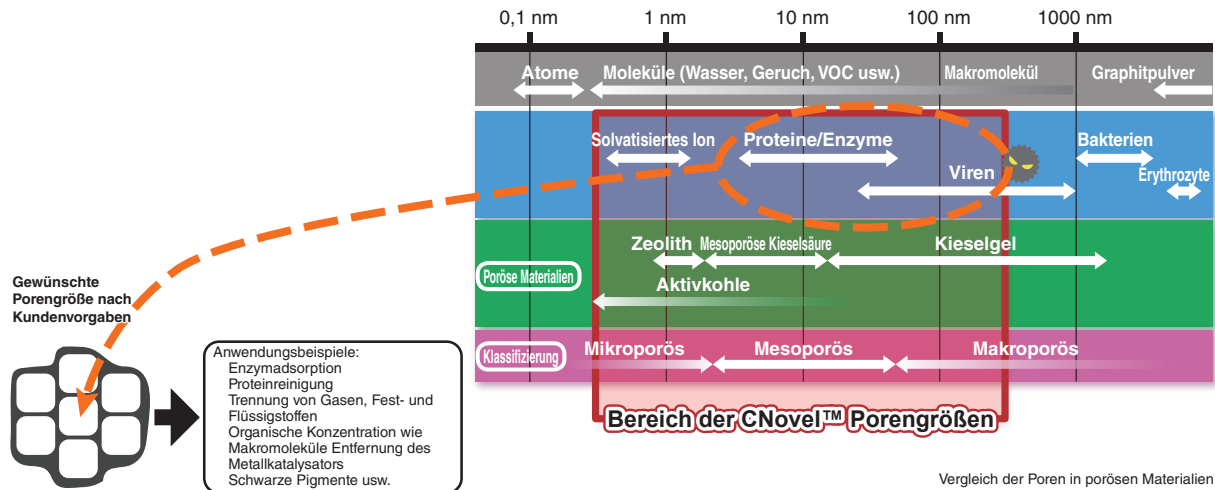 0,1 nm 1 nm 10 nm 100 nm 1000 nm
Atome Moleküle (Wasser, Geruch, VOC usw.) Makromolekül Graphitpulver
Solvatisiertes Ion Proteine/Enzyme Bakterien
Viren Erythrozyte
Zeolith Mesoporöse Kieselsäure Kieselgel
Poröse Materialien
Aktivkohle
Klassifizierung Mikroporös Mesoporös Makroporös
Bereich der CNovel™ Porengrößen
Gewünschte
Porengröße nach
Kundenvorgaben
Anwendungsbeispiele:
Enzymadsorption
Proteinreinigung
Trennung von Gasen, Fest- und
Flüssigstoffen
Organische Konzentration wie
Makromoleküle Entfernung des
Metallkatalysators
Schwarze Pigmente usw.
Vergleich der Poren in porösen Materialien